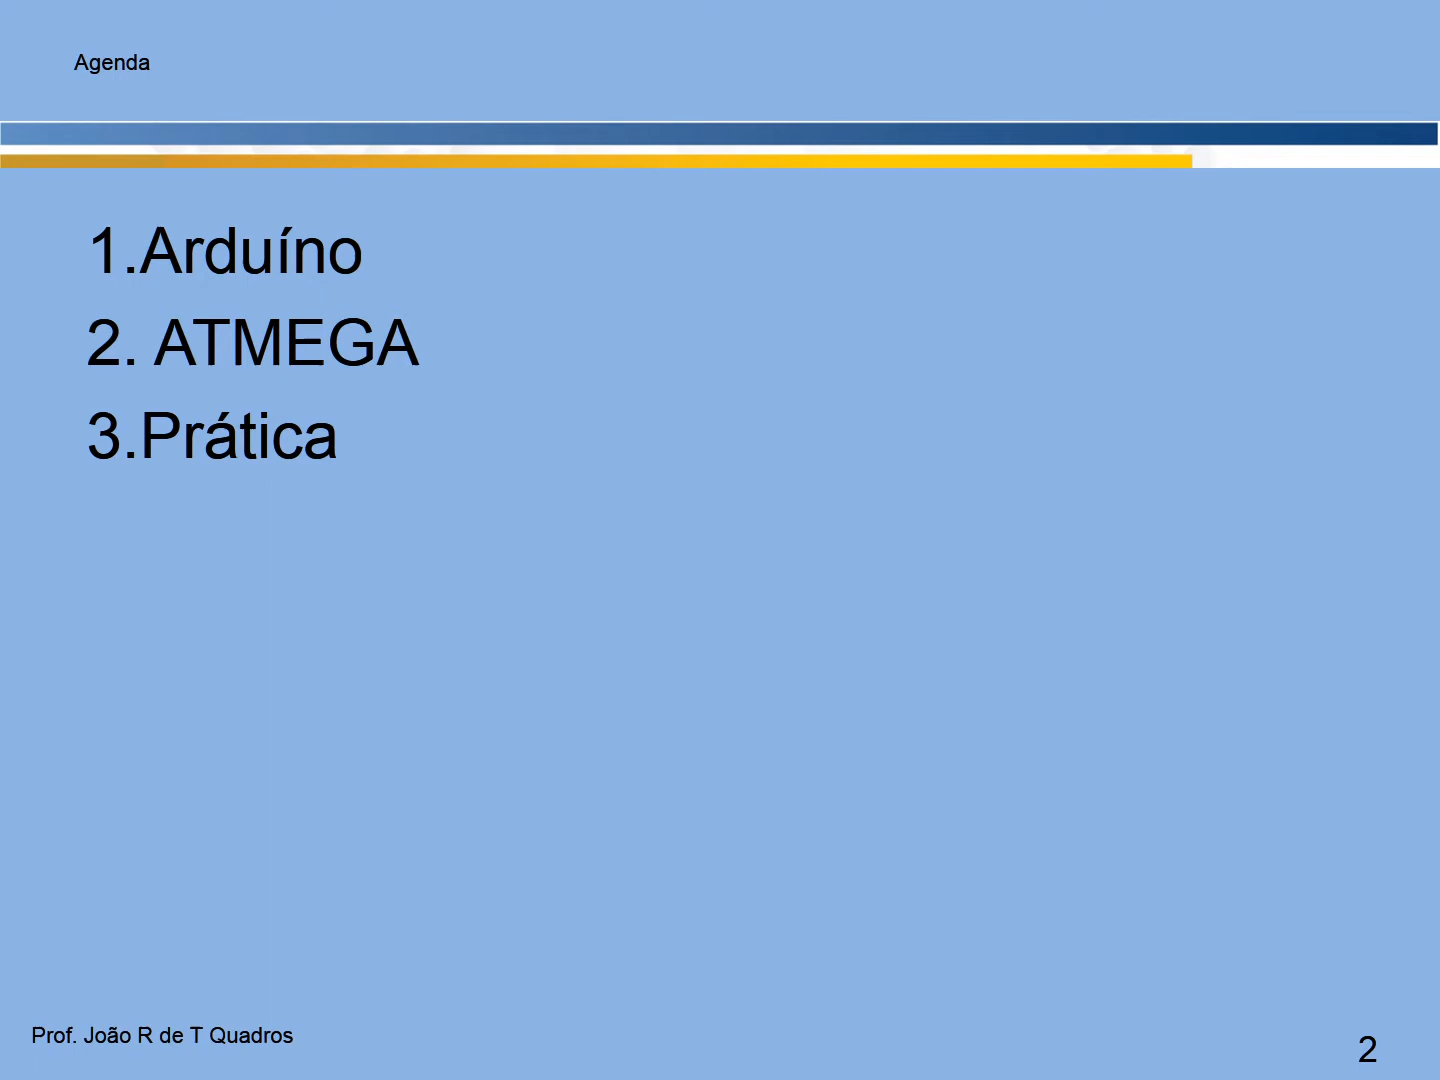 Agenda
1.Arduíno
2. ATMEGA
3.Prática
Prof. João R de T Quadros
2